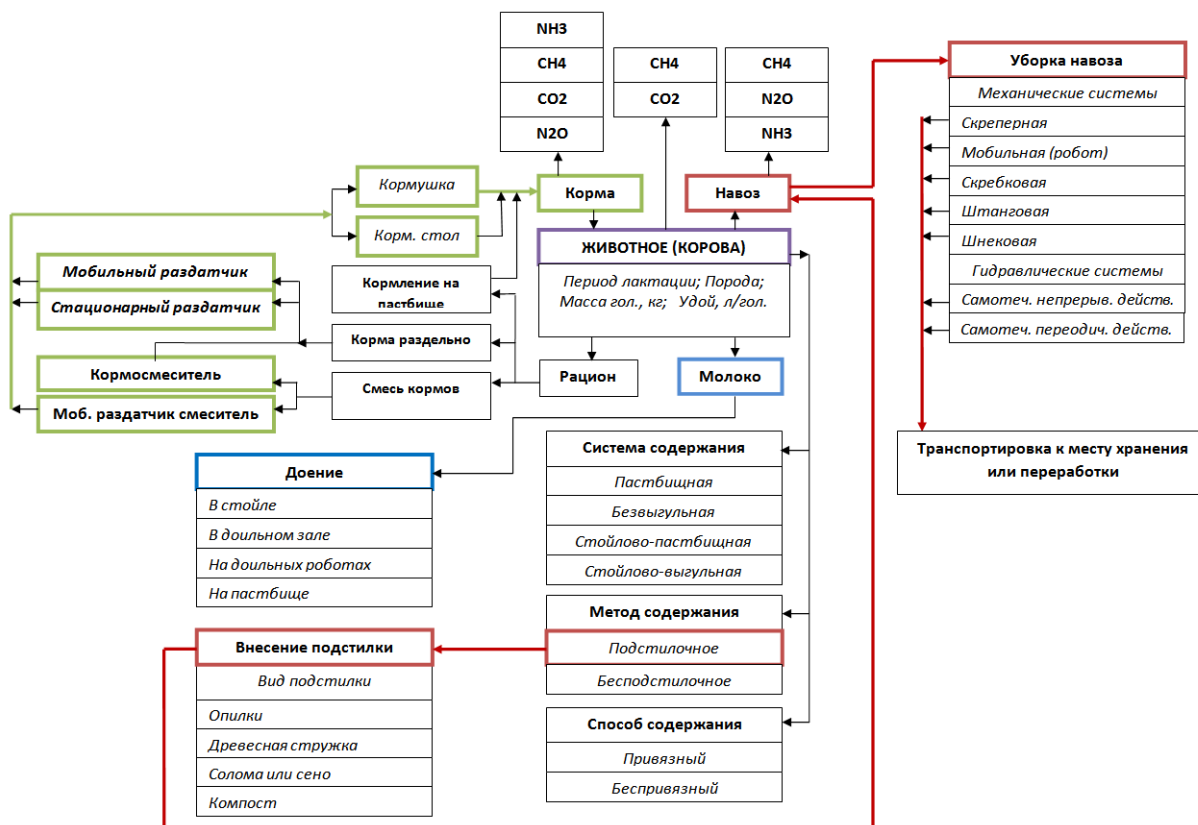 NH3
CH4
CO2
N2O
CH4
CO2
CH4
N2O
NH3
Уборка навоза
Механические системы
Скреперная
Мобильная (робот)
Скребковая
Штанговая
Шнековая
Гидравлические системы
Самотеч. непрерыв. действ.
Самотеч. переодич. действ.
Транспортировка к месту хранения
или переработки
Кормушка
Корм. стол
Корма
Навоз
ЖИВОТНОЕ (КОРОВА)
Период лактации; Порода;
Масса гол., кг; Удой, л/гол.
Мобильный раздатчик
Стационарный раздатчик
Кормление на
пастбище
Корма раздельно
Кормосмеситель
Моб. раздатчик смеситель
Смесь кормов
Рацион
Молоко
Доение
В стойле
В доильном зале
На доильных роботах
На пастбище
Система содержания
Пастбищная
Безвыгульная
Стойлово-пастбищная
Стойлово-выгульная
Метод содержания
Подстилочное
Бесподстилочное
Внесение подстилки
Вид подстилки
Опилки
Древесная стружка
Солома или сено
Компост
Способ содержания
Привязный
Беспривязный